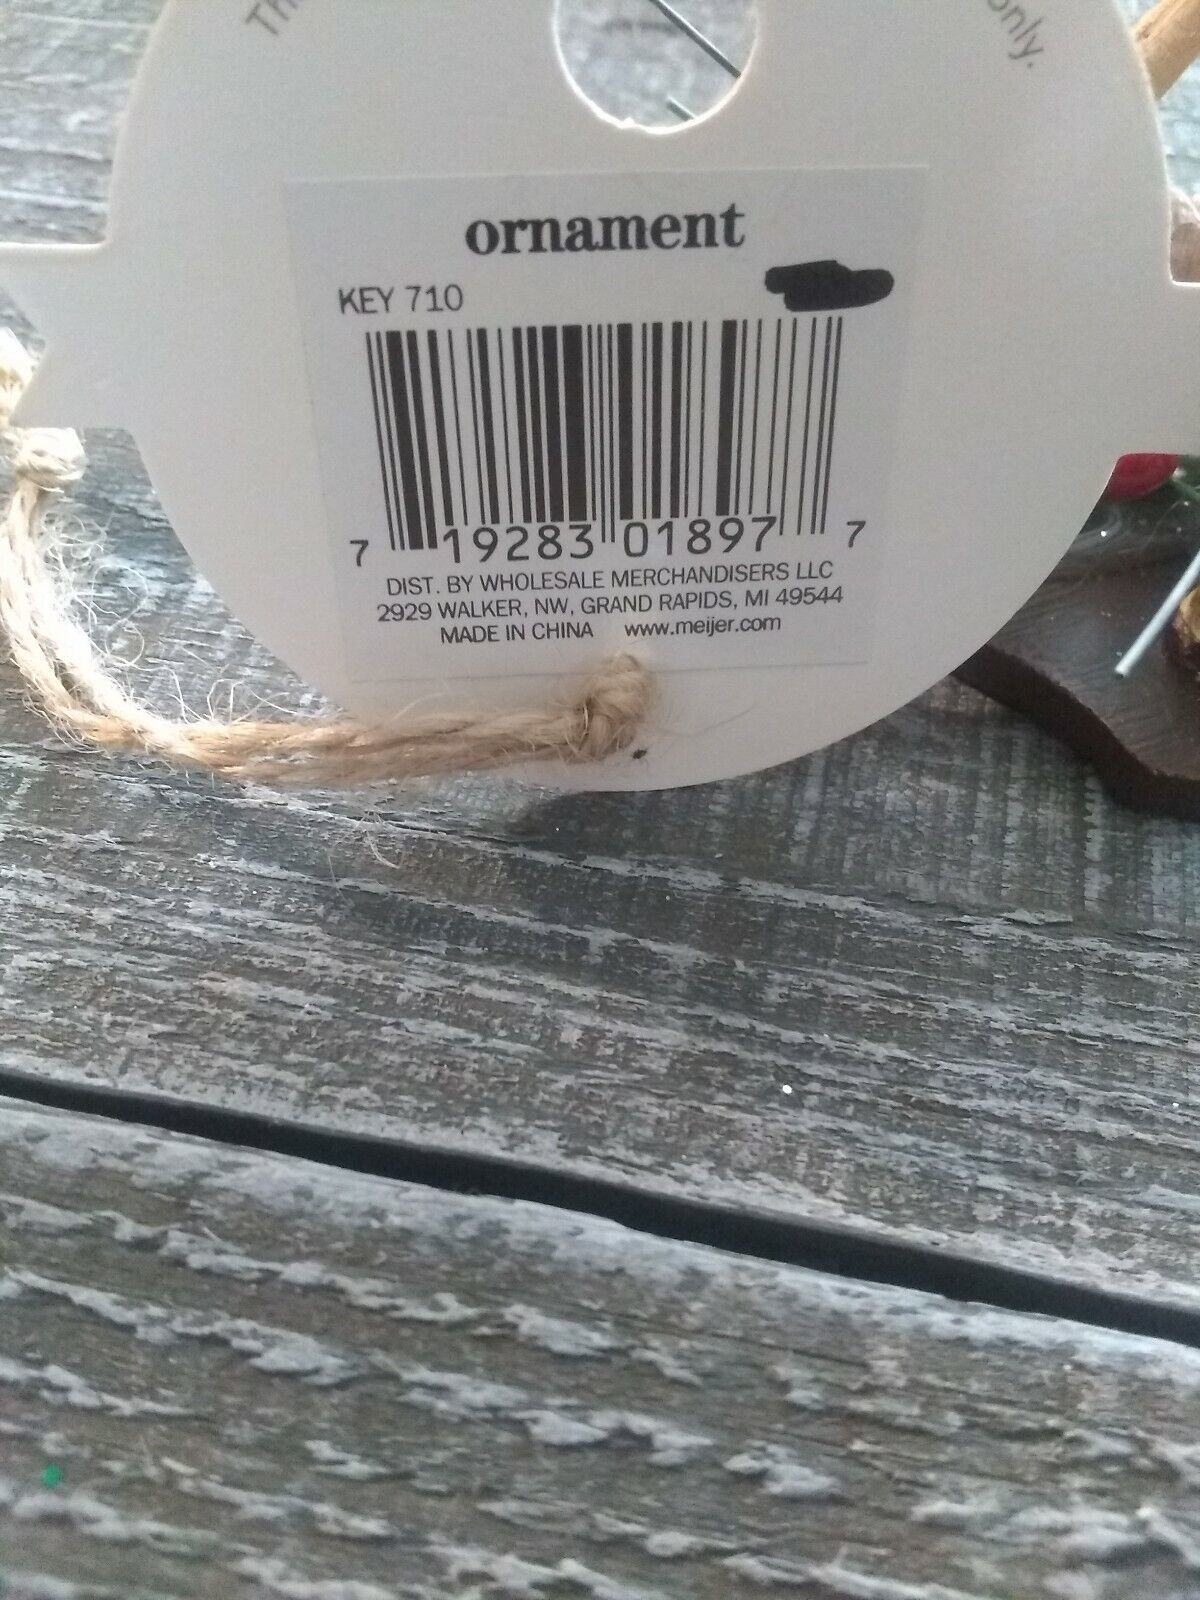 only.
ornament
KEY 710
7 19283 01897 7
DIST. BY WHOLESALE MERCHANDISERS LLC
2929 WALKER, NW, GRAND RAPIDS, MI 49544
MADE IN CHINA www.meijer.com